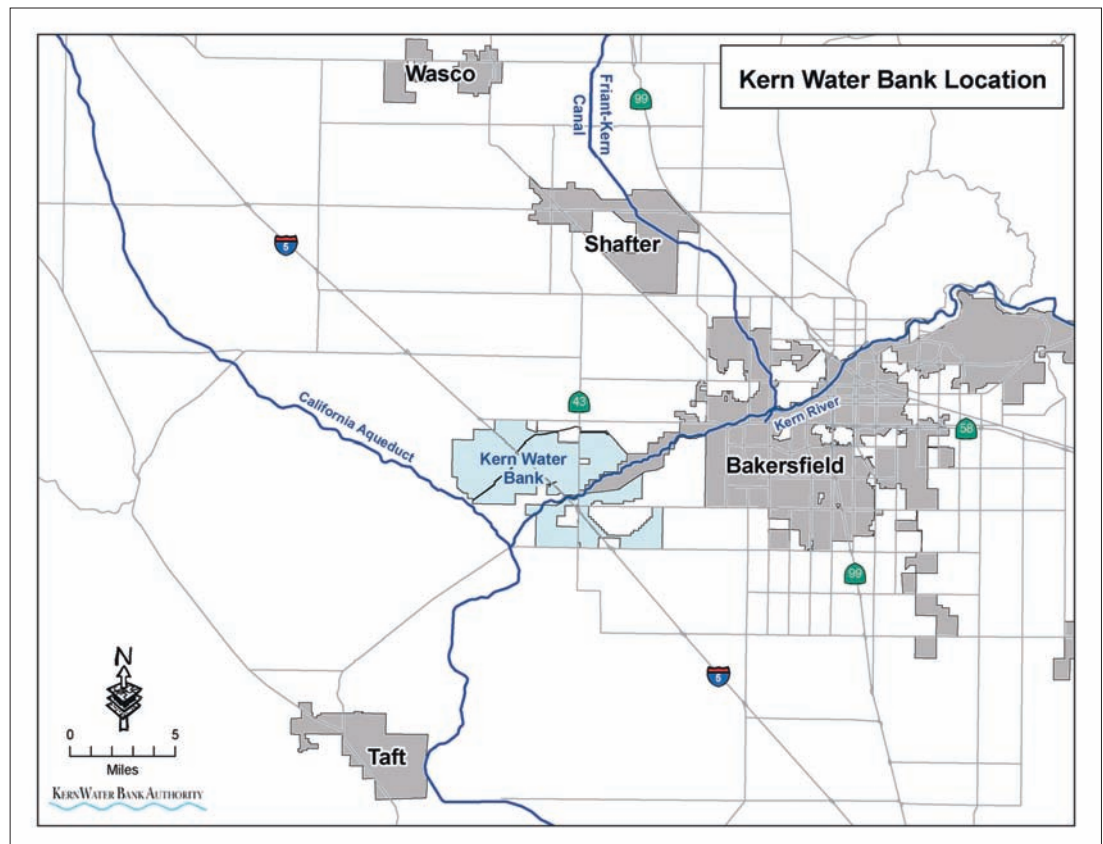 Kern Water Bank Location
Wasco
Friant-Kern
Canal
99
Shafter
5
43
California Aqueduct
Kern River
58
Kern Water
Bank
Bakersfield
99
5
N
0 5
Miles
Taft
KERN WATER BANK AUTHORITY